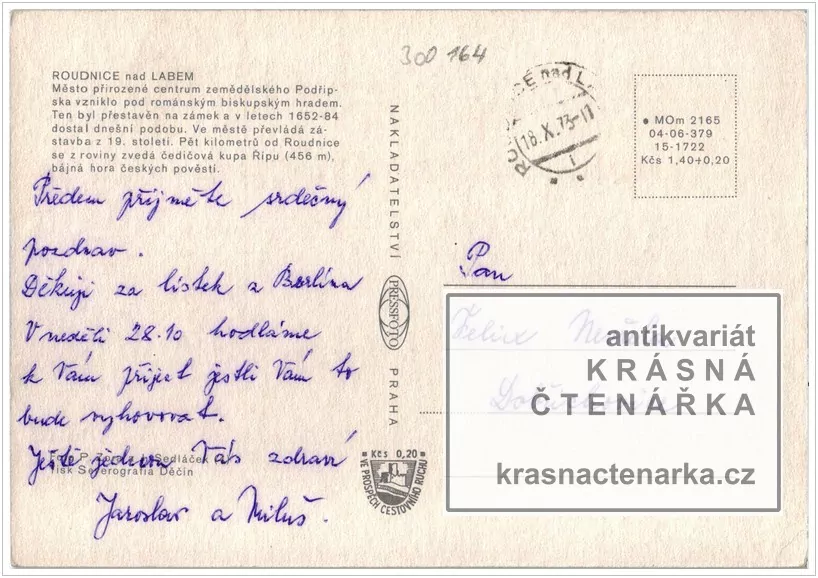 300 164
ROUDNICE nad LABEM
Město přirozené centrum zemědělského Podřip-
ska vzniklo pod románským biskupským hradem.
Ten byl přestavěn na zámek a v letech 1652-84
dostal dnešní podobu. Ve městě převládá zá-
stavba z 19. století. Pět kilometrů od Roudnice
se z roviny zvedá čedičová kupa Řípu (456 m),
bájná hora českých pověstí.
Předem přijměte srdečný
pozdrav.
Děkuji za lístek z Berlína
V neděli 28.10 hodláme
k Vám přijet jestli Vám to
bude vyhovovat.
Ještě jednou Vás zdraví
Jaroslav a Miluš.
Sedláček
Tisk Severografia Děčín
NAKLADATELSTVÍ
PRESSFOTO
PRAHA
Kčs 0,20
VE PROSPĚCH CESTOVNÍHO RUCHU
nad L
18.X.73-17
MOm 2165
04-06-379
15-1722
Kčs 1,40+0,20
Pan
Felix
antikvariát
KRÁSNÁ
ČTENÁŘKA
krasnactenarka.cz